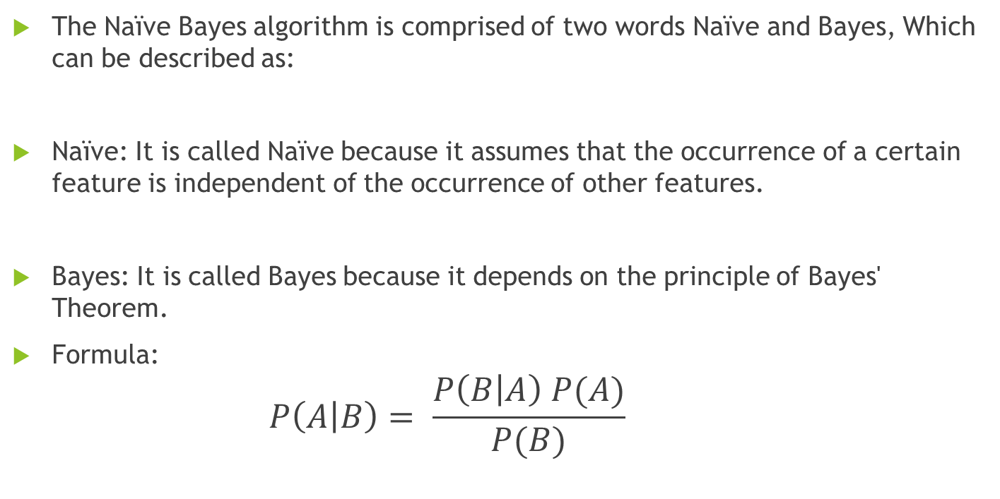 The Naïve Bayes algorithm is comprised of two words Naïve and Bayes, Which
can be described as:
Naïve: It is called Naïve because it assumes that the occurrence of a certain
feature is independent of the occurrence of other features.
Bayes: It is called Bayes because it depends on the principle of Bayes'
Theorem.
Formula:
P(B|A) P(A)
P(A|B) =
P(B)